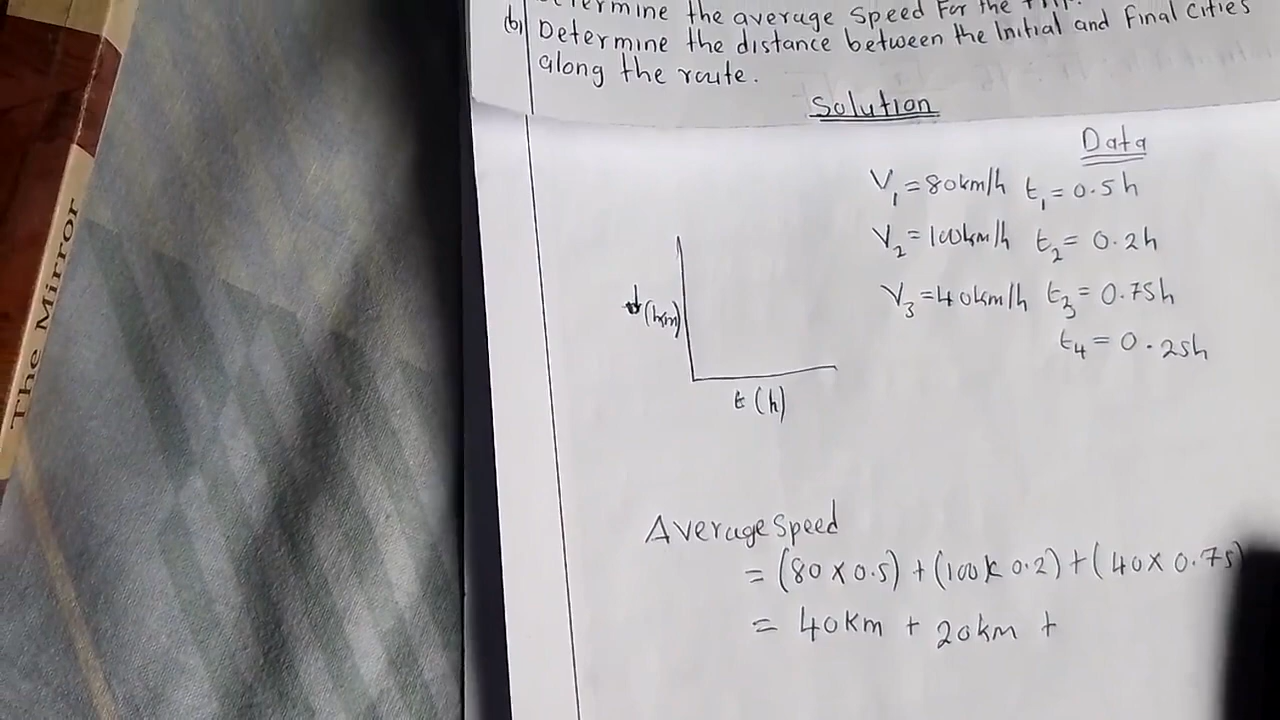 the average Speed For the
(b) Determine the distance between the Initial and Final Cities
along the route.
Solution
Data
V₁ = 80km/h t₁ = 0.5h
V₂ = 100km/h t₂ = 0.2h
V₃ = 40km/h t₃ = 0.75h
t₄ = 0.25h
(km)
t (h)
Average Speed
= (80 x 0.5) + (100 x 0.2) + (40 x 0.75)
= 40km + 20km +
The Mirror